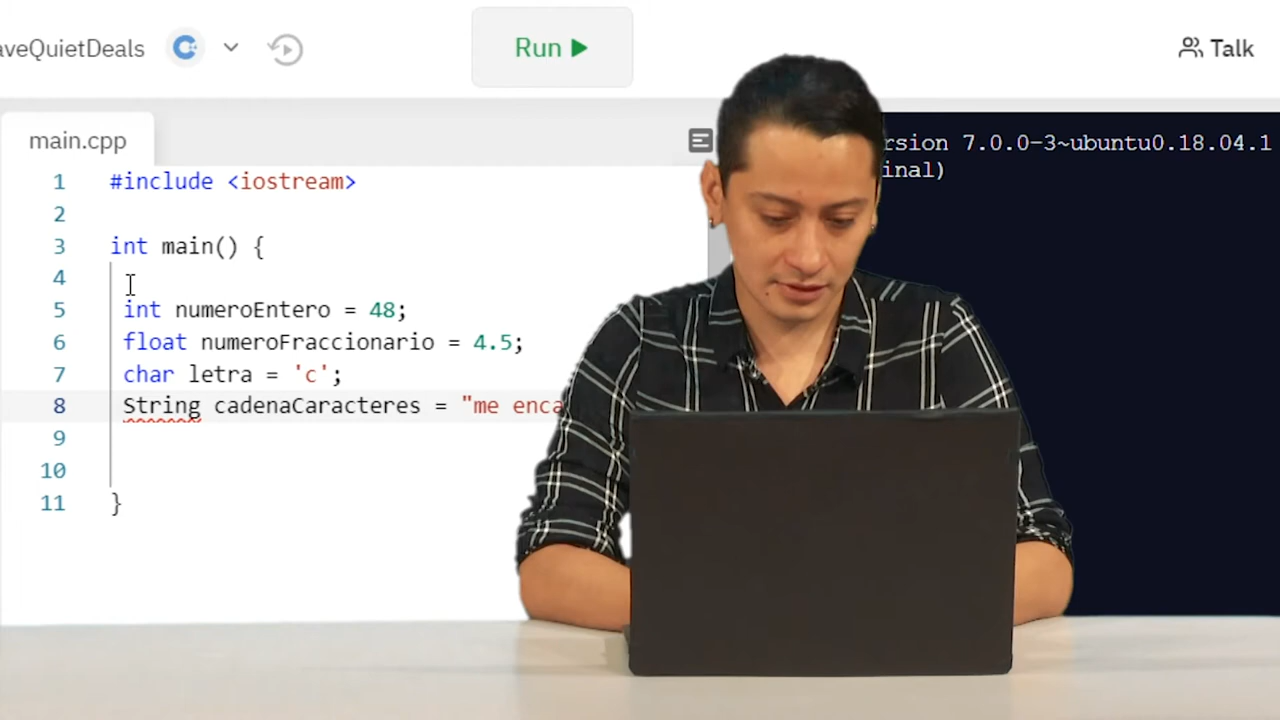 aveQuietDeals
Run
Talk
main.cpp
rsion 7.0.0-3~ubuntu0.18.04.1
inal)
1 #include <iostream>
2
3 int main() {
4
5 int numeroEntero = 48;
6 float numeroFraccionario = 4.5;
7 char letra = 'c';
8 String cadenaCaracteres = "me enca
9
10
11 }